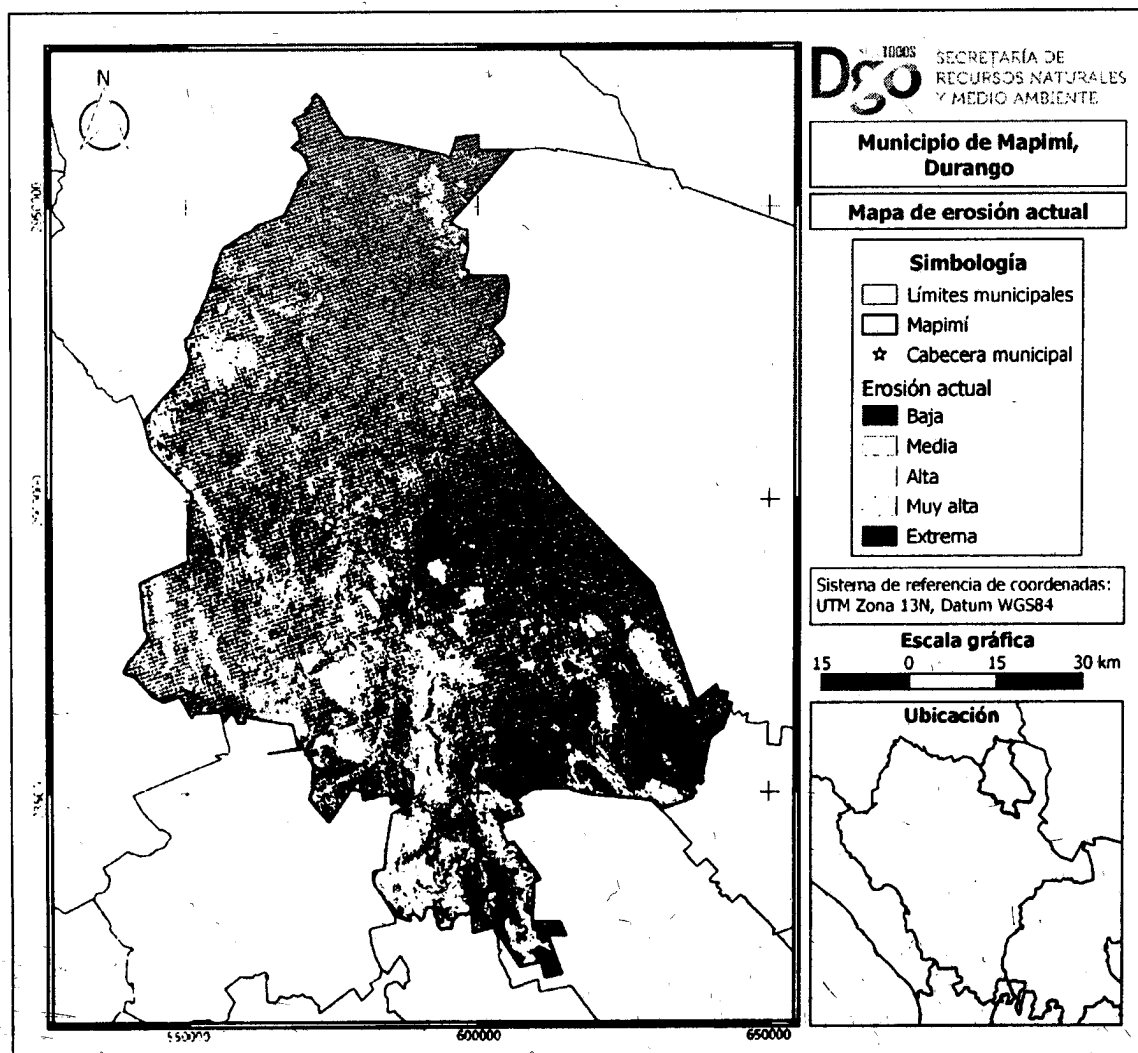 N
TODOS
Dgo
SECRETARÍA DE
RECURSOS NATURALES
Y MEDIO AMBIENTE
Municipio de Mapimí,
Durango
Mapa de erosión actual
Simbología
Límites municipales
Mapimí
Cabecera municipal
Erosión actual
Baja
Media
Alta
Muy alta
Extrema
Sistema de referencia de coordenadas:
UTM Zona 13N, Datum WGS84
Escala gráfica
15 0 15 30 km
Ubicación
550000 600000 650000